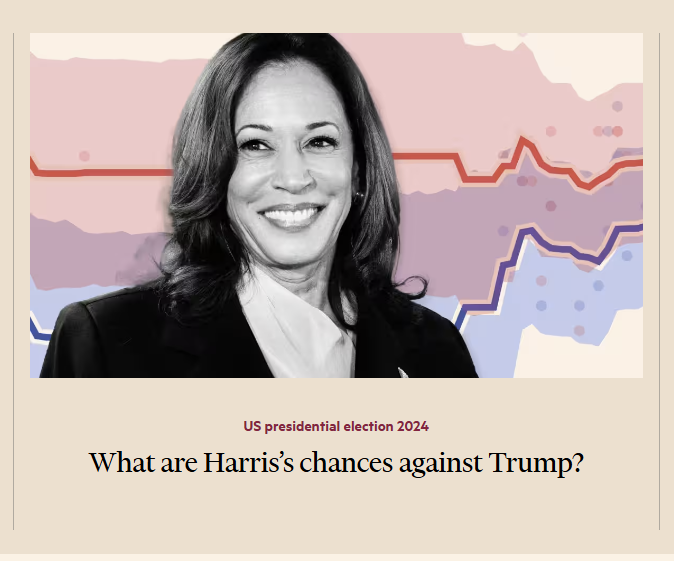 US presidential election 2024
What are Harris’s chances against Trump?